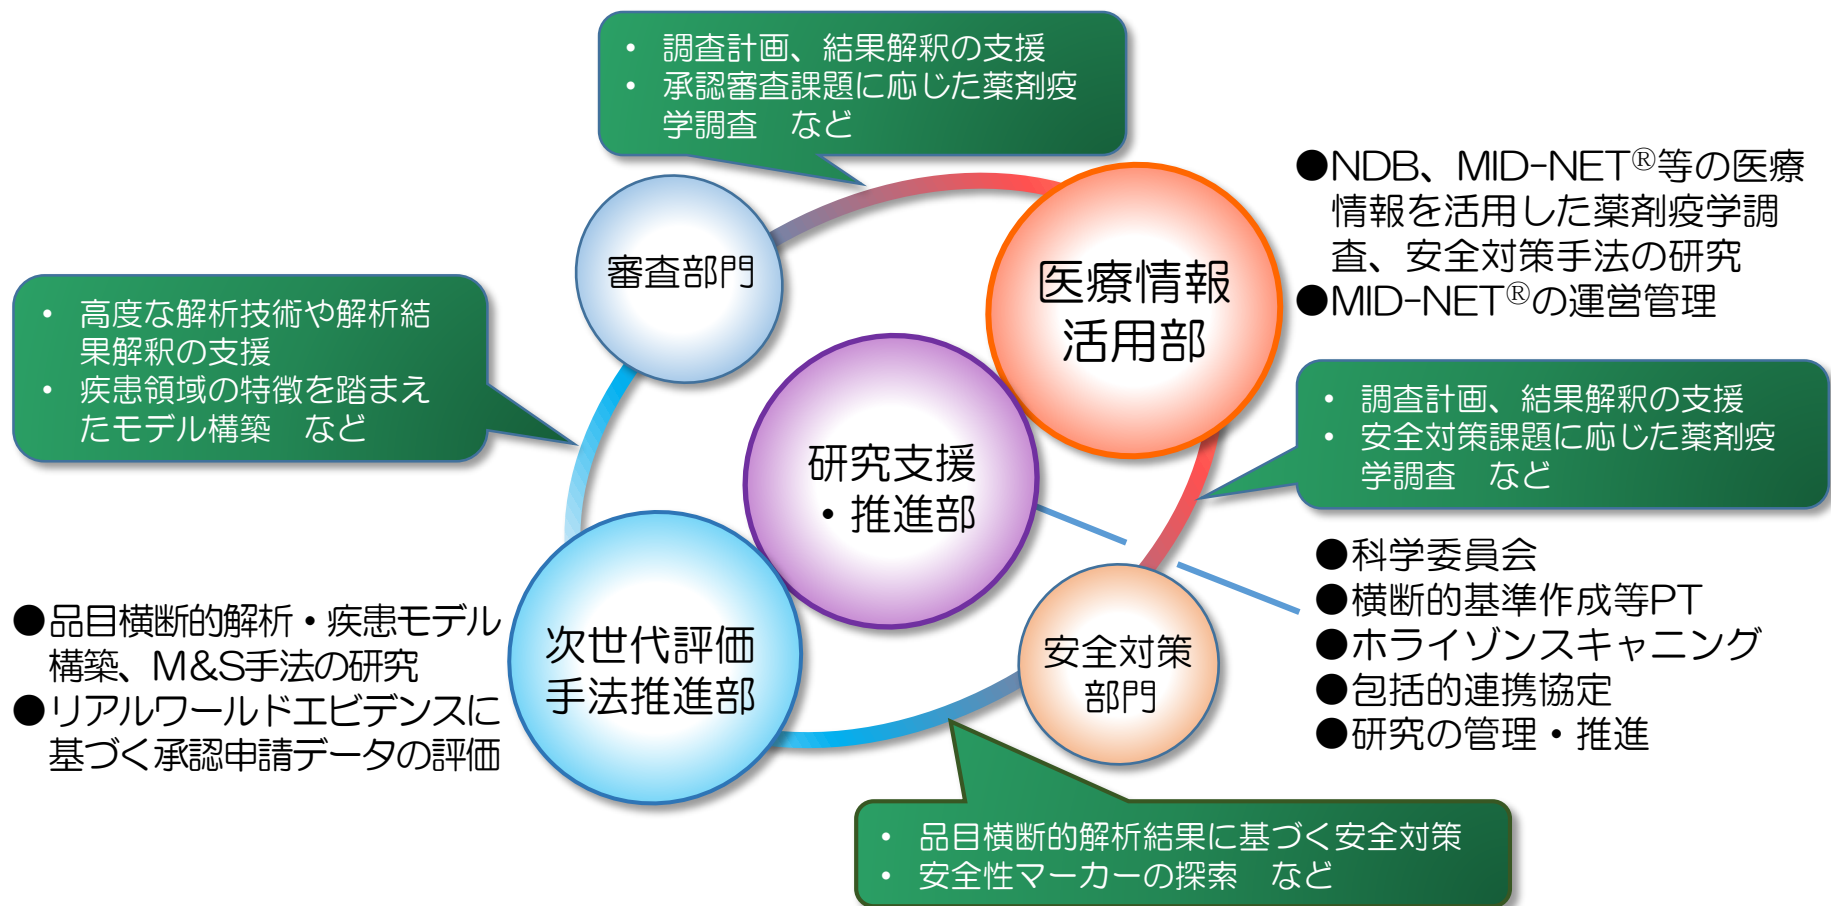 • 調査計画、結果解釈の支援
• 承認審査課題に応じた薬剤疫
学調査　など
●NDB、MID-NET®等の医療
情報を活用した薬剤疫学調
査、安全対策手法の研究
●MID-NET®の運営管理
審査部門
医療情報
活用部
• 高度な解析技術や解析結
果解釈の支援
• 疾患領域の特徴を踏まえ
たモデル構築　など
• 調査計画、結果解釈の支援
• 安全対策課題に応じた薬剤疫
学調査　など
研究支援
・推進部
●科学委員会
●横断的基準作成等PT
●ホライゾンスキャニング
●包括的連携協定
●研究の管理・推進
●品目横断的解析・疾患モデル
構築、M&S手法の研究
●リアルワールドエビデンスに
基づく承認申請データの評価
次世代評価
手法推進部
安全対策
部門
• 品目横断的解析結果に基づく安全対策
• 安全性マーカーの探索　など